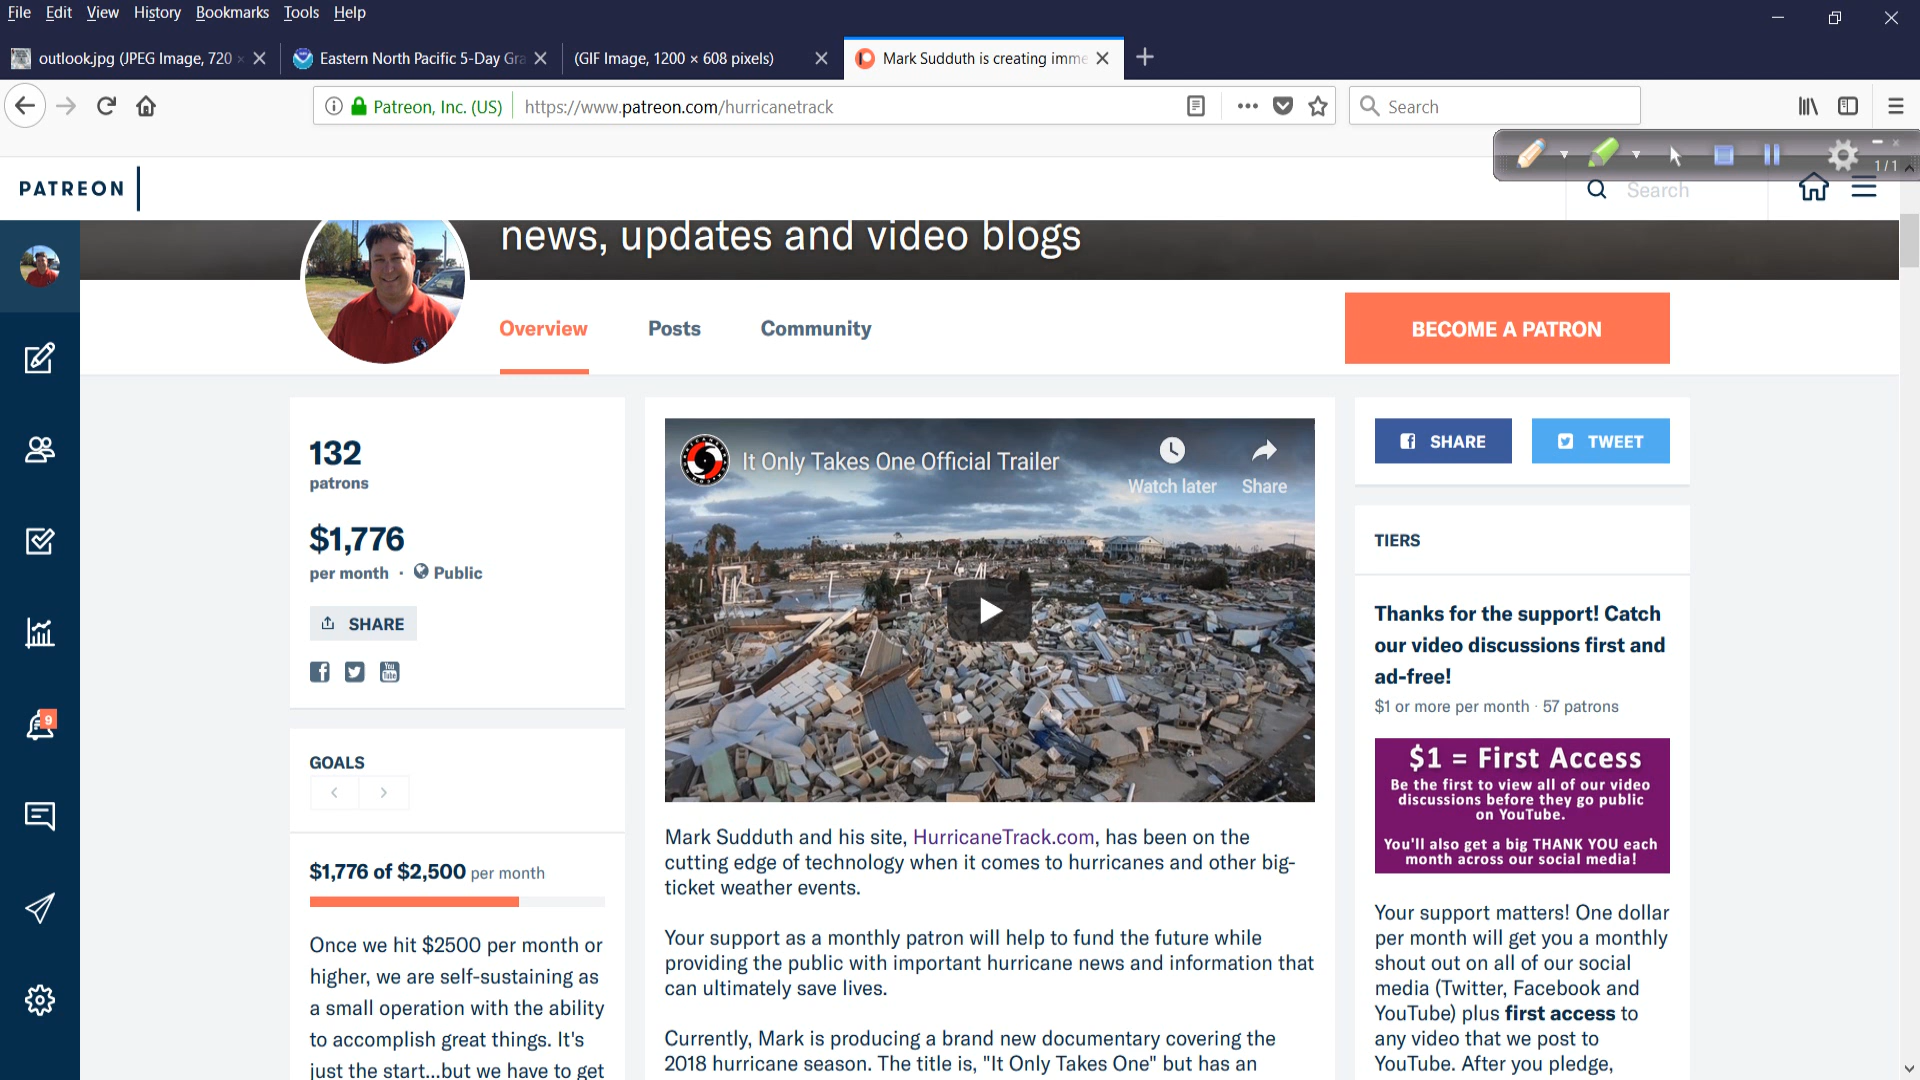 File Edit View History Bookmarks Tools Help
outlook.jpg (JPEG Image, 720 ×
Eastern North Pacific 5-Day Gra
(GIF Image, 1200 × 608 pixels)
Mark Sudduth is creating imme
Patreon, Inc. (US)
https://www.patreon.com/hurricanetrack
Search
1/1
PATREON
Search
news, updates and video blogs
Overview
Posts
Community
BECOME A PATRON
132
patrons
$1,776
per month · Public
SHARE
You
Tube
9
GOALS
$1,776 of $2,500 per month
Once we hit $2500 per month or
higher, we are self-sustaining as
a small operation with the ability
to accomplish great things. It's
just the start...but we have to get
It Only Takes One Official Trailer
Watch later
Share
Mark Sudduth and his site, HurricaneTrack.com, has been on the
cutting edge of technology when it comes to hurricanes and other big-
ticket weather events.
Your support as a monthly patron will help to fund the future while
providing the public with important hurricane news and information that
can ultimately save lives.
Currently, Mark is producing a brand new documentary covering the
2018 hurricane season. The title is, "It Only Takes One" but has an
SHARE
TWEET
TIERS
Thanks for the support! Catch
our video discussions first and
ad-free!
$1 or more per month · 57 patrons
$1 = First Access
Be the first to view all of our video
discussions before they go public
on YouTube.
You'll also get a big THANK YOU each
month across our social media!
Your support matters! One dollar
per month will get you a monthly
shout out on all of our social
media (Twitter, Facebook and
YouTube) plus first access to
any video that we post to
YouTube. After you pledge,